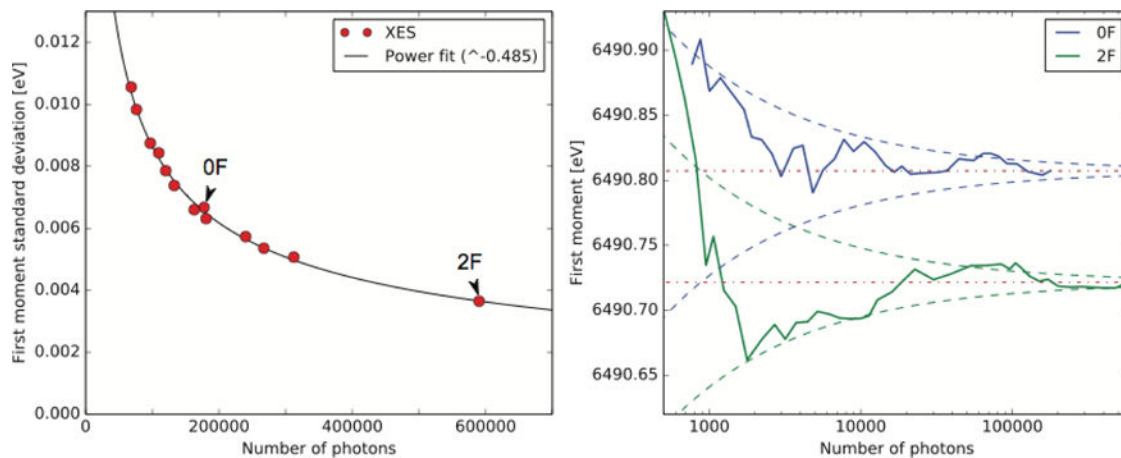 First moment standard deviation [eV]
0.012
0.010
0.008
0.006
0.004
0.002
0.000
XES
Power fit (^-0.485)
0F
2F
0
200000
400000
600000
Number of photons
First moment [eV]
6490.90
6490.85
6490.80
6490.75
6490.70
6490.65
0F
2F
1000
10000
100000
Number of photons